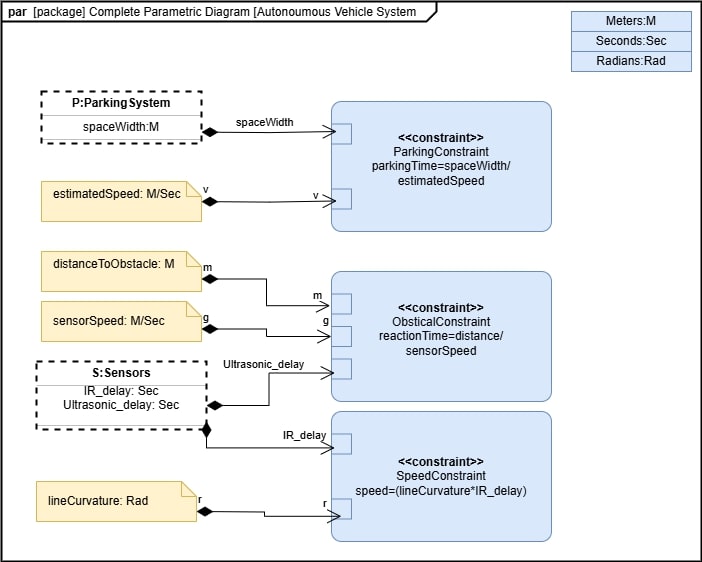 par [package] Complete Parametric Diagram [Autonoumous Vehicle System
Meters:M
Seconds:Sec
Radians:Rad
P:ParkingSystem
spaceWidth:M
spaceWidth
<<constraint>>
ParkingConstraint
parkingTime=spaceWidth/
estimatedSpeed
estimatedSpeed: M/Sec
v
v
distanceToObstacle: M
m
m
sensorSpeed: M/Sec
g
g
<<constraint>>
ObsticalConstraint
reactionTime=distance/
sensorSpeed
S:Sensors
IR_delay: Sec
Ultrasonic_delay: Sec
Ultrasonic_delay
IR_delay
<<constraint>>
SpeedConstraint
speed=(lineCurvature*IR_delay)
lineCurvature: Rad
r
r